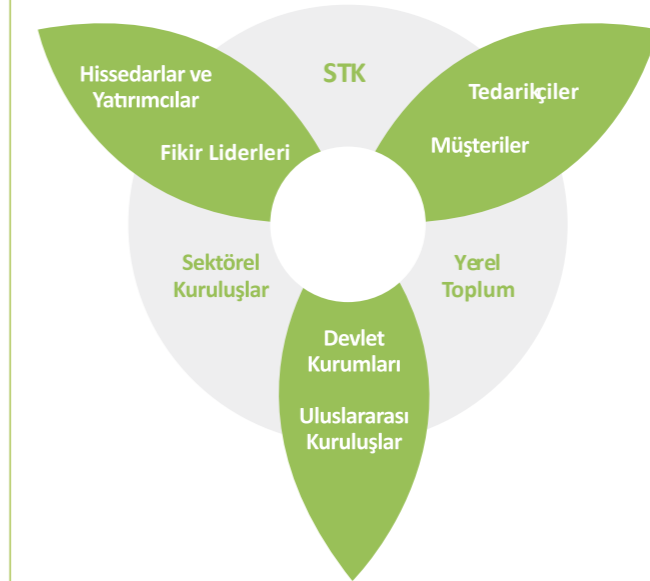 Hissedarlar ve
Yatırımcılar
Fikir Liderleri
STK
Tedarikçiler
Müşteriler
Sektörel
Kuruluşlar
Yerel
Toplum
Devlet
Kurumları
Uluslararası
Kuruluşlar